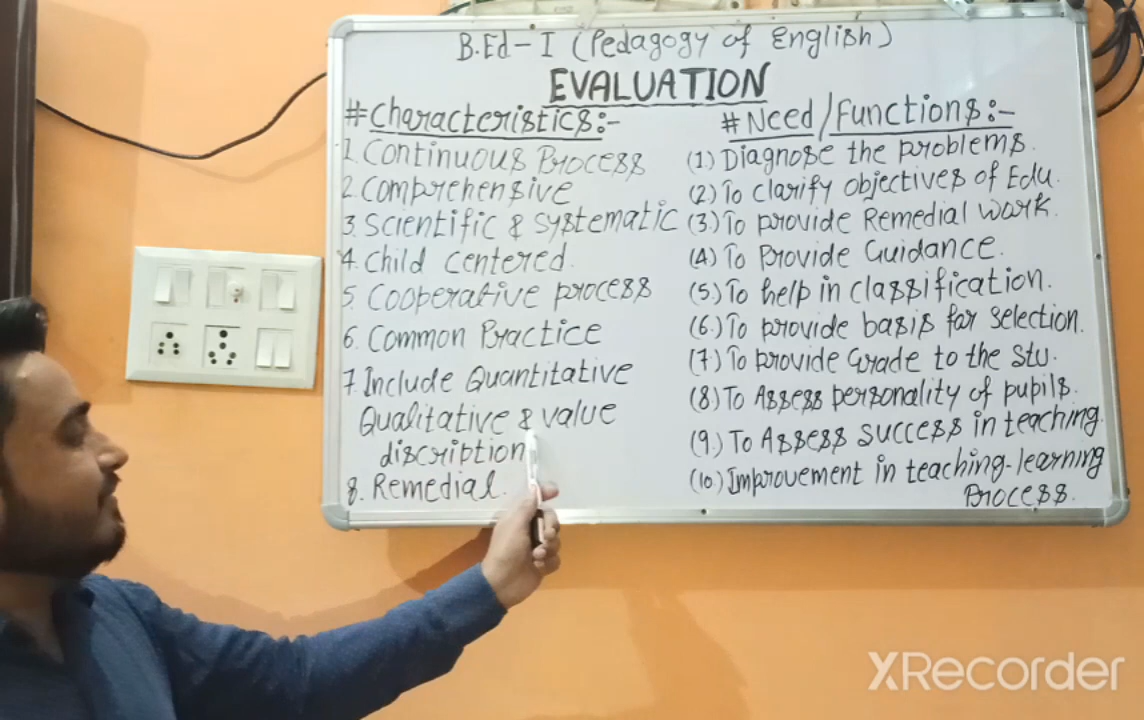 B.Ed-I (Pedagogy of English)
EVALUATION
#Characteristics:-
1. Continuous Process
2. Comprehensive
3. Scientific & systematic
4. Child centered.
5. Cooperative process
6. Common Practice
7. Include Quantitative
Qualitative & value
discription
8. Remedial.
#Need/Functions:-
(1) Diagnose the problems.
(2) To clarify objectives of Edu.
(3) To provide Remedial work.
(4) To Provide Guidance.
(5) To help in classification.
(6) To provide basis for selection.
(7) To provide Grade to the Stu.
(8) To Assess personality of pupils.
(9) To Assess success in teaching.
(10) Improvement in teaching-learning
Process.
XRecorder